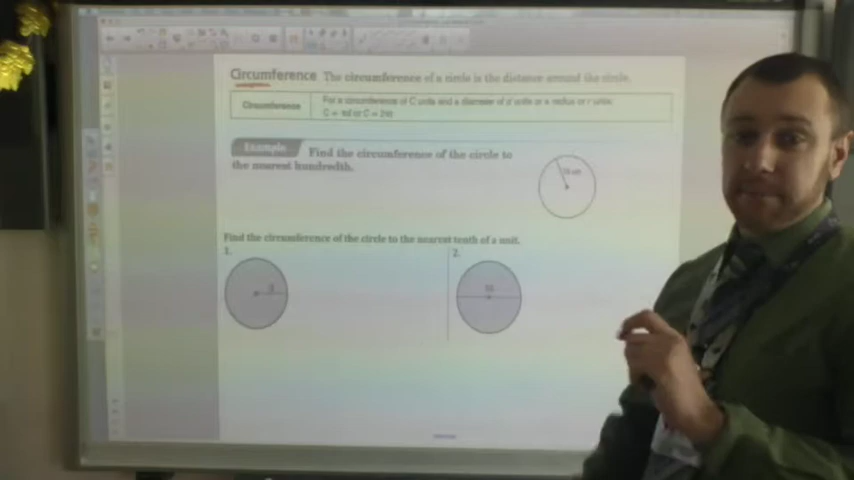 Circumference The circumference of a circle is the distance around the circle.
Circumference
For a circumference of C units and a diameter of d units or a radius of r units,
C = πd or C = 2πr
Example Find the circumference of the circle to
the nearest hundredth.
cm
Find the circumference of the circle to the nearest tenth of a unit.
1.
2.